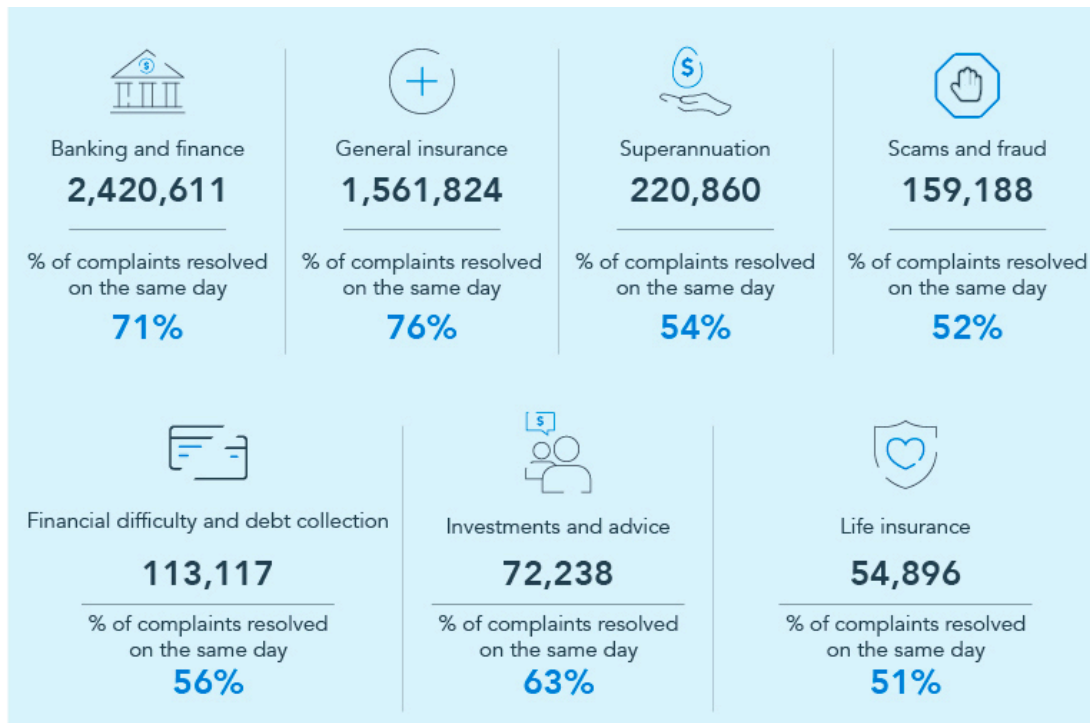 $
$
Banking and finance
General insurance
Superannuation
Scams and fraud
2,420,611
1,561,824
220,860
159,188
% of complaints resolved
on the same day
% of complaints resolved
on the same day
% of complaints resolved
on the same day
% of complaints resolved
on the same day
71%
76%
54%
52%
$
Financial difficulty and debt collection
Investments and advice
Life insurance
113,117
72,238
54,896
% of complaints resolved
on the same day
% of complaints resolved
on the same day
% of complaints resolved
on the same day
56%
63%
51%